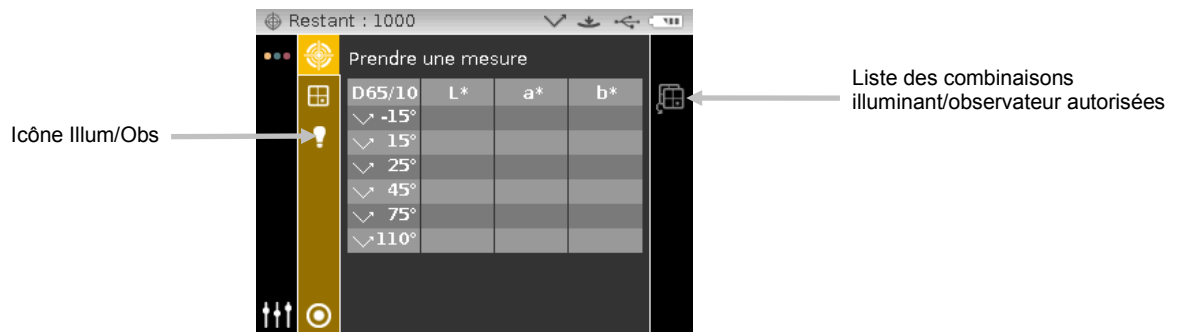 Restant : 1000
Prendre une mesure
D65/10 L* a* b*
-15°
15°
25°
45°
75°
110°
Icône Illum/Obs
Liste des combinaisons
illuminant/observateur autorisées